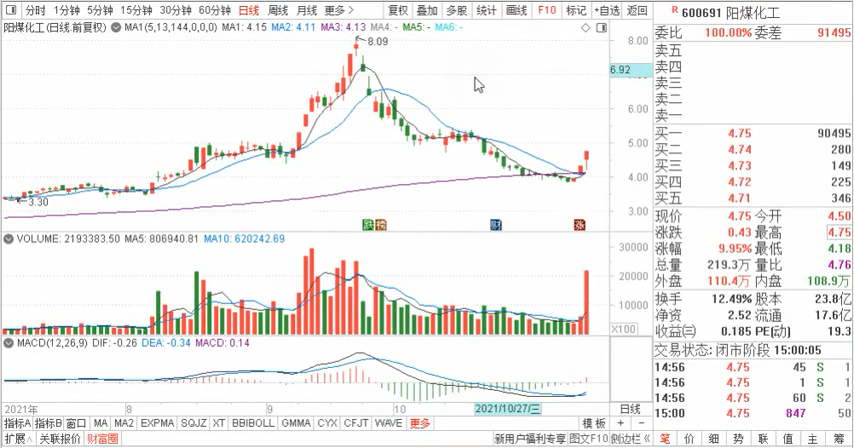 分时 1分钟 5分钟 15分钟 30分钟 60分钟 日线 周线 月线 更多> 复权 叠加 多股 统计 画线 F10 标记 +自选 返回
R 600691 阳煤化工
阳煤化工(日线.前复权) MA1(5,13,144,0,0,0) MA1: 4.15 MA2: 4.11 MA3: 4.13 MA4: - MA5: - MA6: -
委比 100.00% 委差 91495
卖五
卖四
卖三
卖二
卖一
买一 4.75 90495
买二 4.74 280
买三 4.73 149
买四 4.72 225
买五 4.71 346
现价 4.75 今开 4.50
涨跌 0.43 最高 4.75
涨幅 9.95% 最低 4.18
总量 219.3万 量比 4.76
外盘 110.4万 内盘 108.9万
换手 12.49% 股本 23.8亿
净资 2.52 流通 17.6亿
收益㈢ 0.185 PE(动) 19.3
交易状态: 闭市阶段 15:00:05
14:56 4.75 45 S 1
14:56 4.75 1 S 1
14:56 4.75 60 S 2
15:00 4.75 847 50
笔 价 细 势 联 值 主 筹
8.09
3.30
8.00
6.92
6.00
5.00
4.00
3.00
跌 榜 财 涨
VOLUME: 2193383.50 MA5: 806940.81 MA10: 620242.69
30000
20000
10000
X100
MACD(12,26,9) DIF: -0.26 DEA: -0.34 MACD: 0.14
2021年 8 9 10 2021/10/27/三 日线
指标A 指标B 窗口 MA MA2 EXPMA SQJZ XT BBIBOLL GMMA CYX CFJT WAVE 更多 模板 + －
扩展∧ 关联报价 财富圈 新用户福利专享 图文F10 侧边栏《